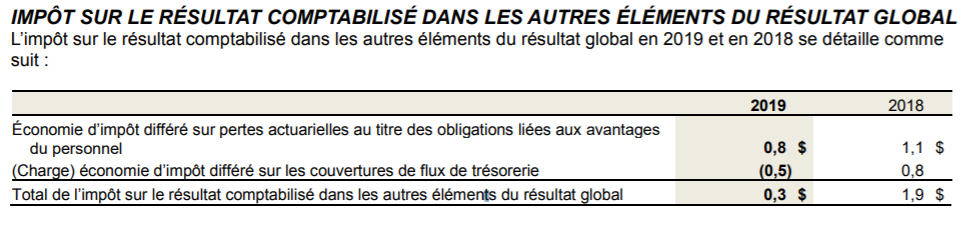 IMPÔT SUR LE RÉSULTAT COMPTABILISÉ DANS LES AUTRES ÉLÉMENTS DU RÉSULTAT GLOBAL
L’impôt sur le résultat comptabilisé dans les autres éléments du résultat global en 2019 et en 2018 se détaille comme
suit :
2019 2018
Économie d’impôt différé sur pertes actuarielles au titre des obligations liées aux avantages
du personnel 0,8 $ 1,1 $
(Charge) économie d’impôt différé sur les couvertures de flux de trésorerie (0,5) 0,8
Total de l’impôt sur le résultat comptabilisé dans les autres éléments du résultat global 0,3 $ 1,9 $